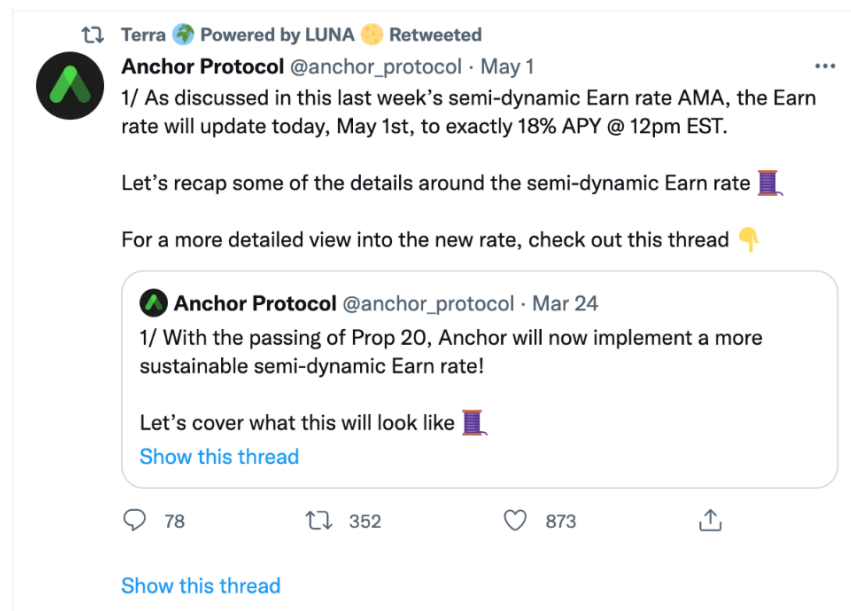 Terra 🌍 Powered by LUNA 🌕 Retweeted
Anchor Protocol @anchor_protocol · May 1
1/ As discussed in this last week’s semi-dynamic Earn rate AMA, the Earn
rate will update today, May 1st, to exactly 18% APY @ 12pm EST.
Let’s recap some of the details around the semi-dynamic Earn rate 🧵
For a more detailed view into the new rate, check out this thread 👇
Anchor Protocol @anchor_protocol · Mar 24
1/ With the passing of Prop 20, Anchor will now implement a more
sustainable semi-dynamic Earn rate!
Let’s cover what this will look like 🧵
Show this thread
78 352 873
Show this thread